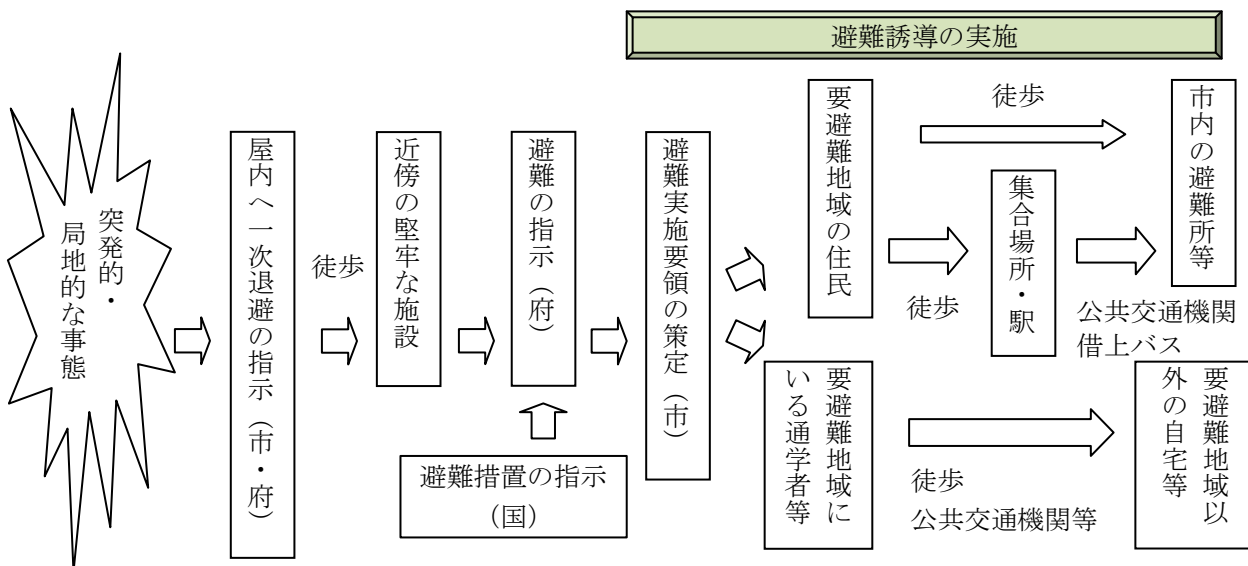 避難誘導の実施
突発的・
局地的な事態
屋内へ一次退避の指示（市・府）
徒歩
近傍の堅牢な施設
避難の指示（府）
避難措置の指示
（国）
避難実施要領の策定（市）
要避難地域の住民
徒歩
市内の避難所等
徒歩
集合場所・駅
公共交通機関
借上バス
要避難地域に
いる通学者等
徒歩
公共交通機関等
要避難地域以
外の自宅等